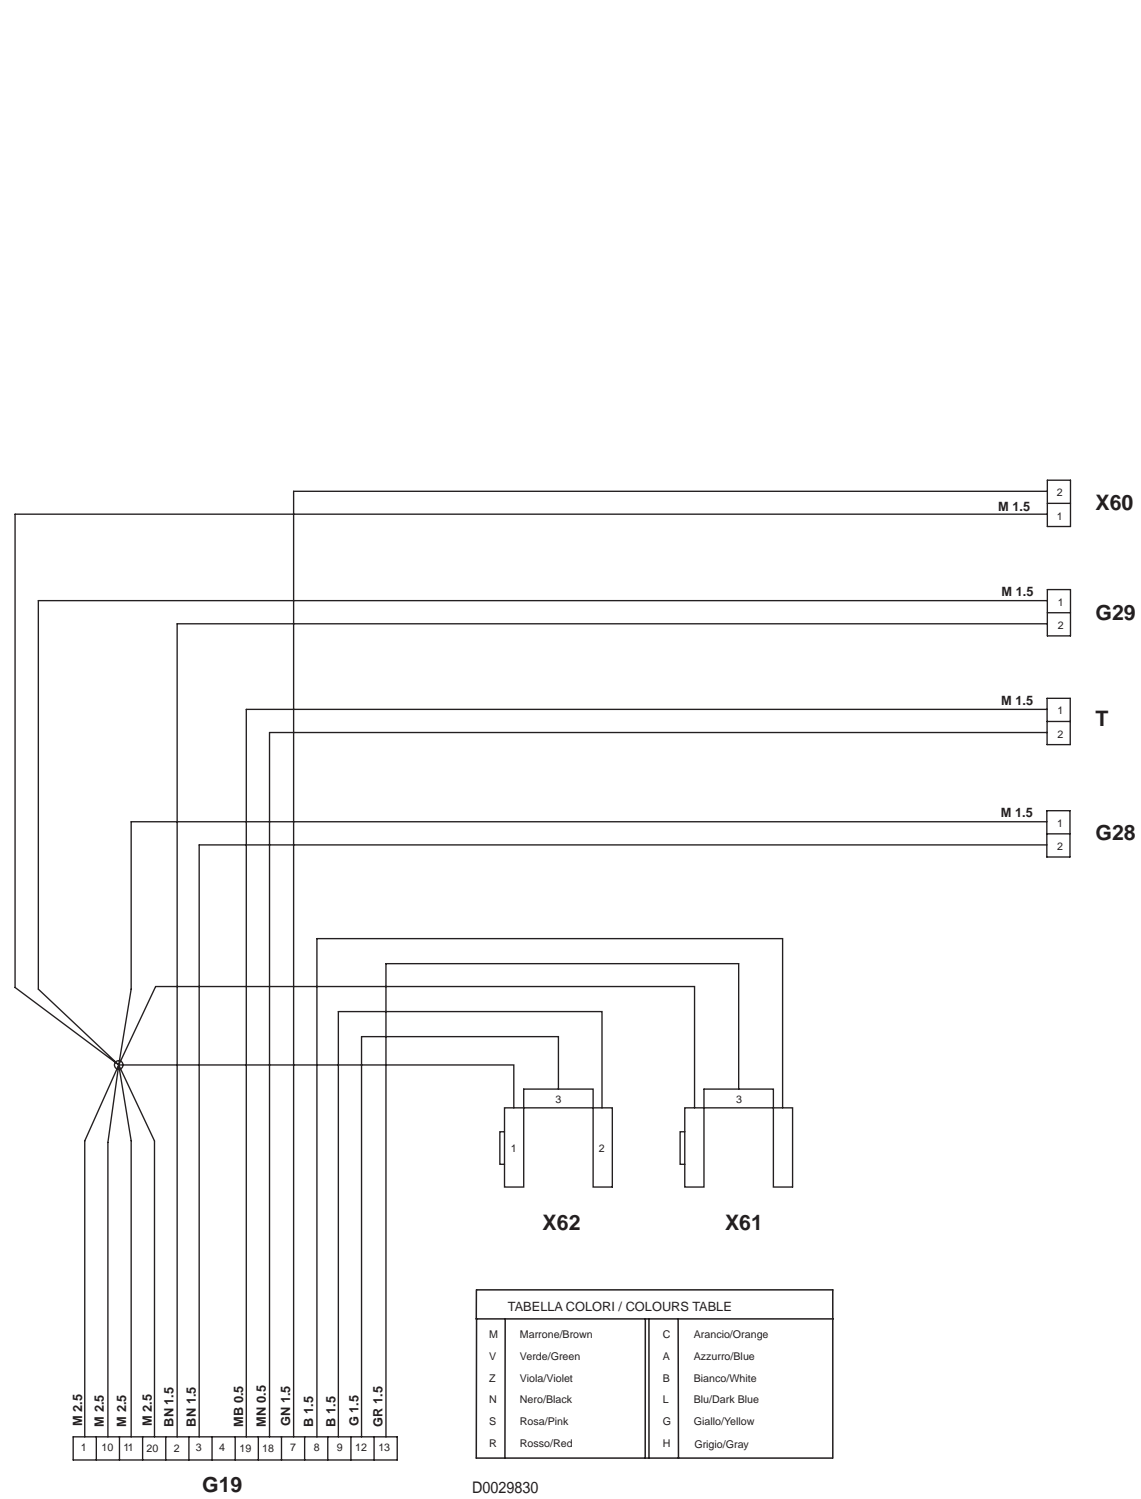 2
X60
M 1.5
1
M 1.5
1
G29
2
M 1.5
1
T
2
M 1.5
1
G28
2
3
3
1
2
X62
X61
TABELLA COLORI / COLOURS TABLE
M Marrone/Brown C Arancio/Orange
V Verde/Green A Azzurro/Blue
Z Viola/Violet B Bianco/White
N Nero/Black L Blu/Dark Blue
S Rosa/Pink G Giallo/Yellow
R Rosso/Red H Grigio/Gray
M 2.5
M 2.5
M 2.5
M 2.5
BN 1.5
BN 1.5
MB 0.5
MN 0.5
GN 1.5
B 1.5
B 1.5
G 1.5
GR 1.5
1 10 11 20 2 3 4 19 18 7 8 9 12 13
G19
D0029830